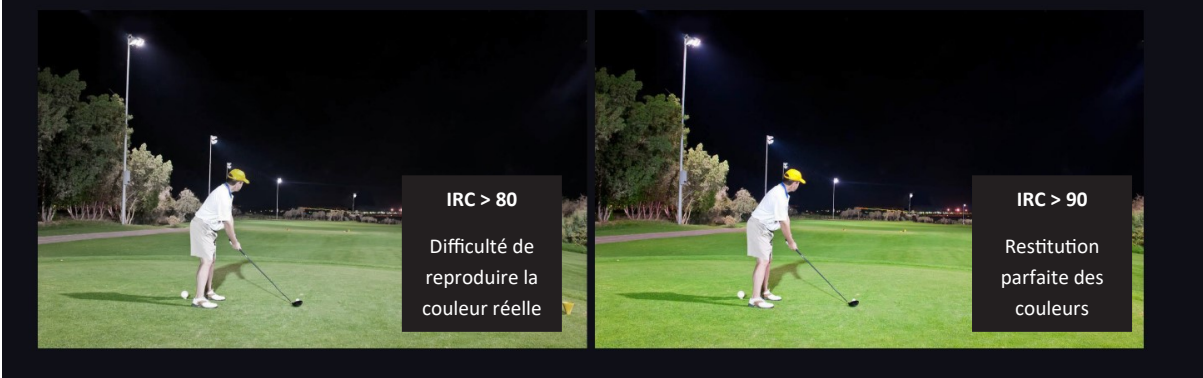 IRC > 80
Difficulté de
reproduire la
couleur réelle
IRC > 90
Restitution
parfaite des
couleurs